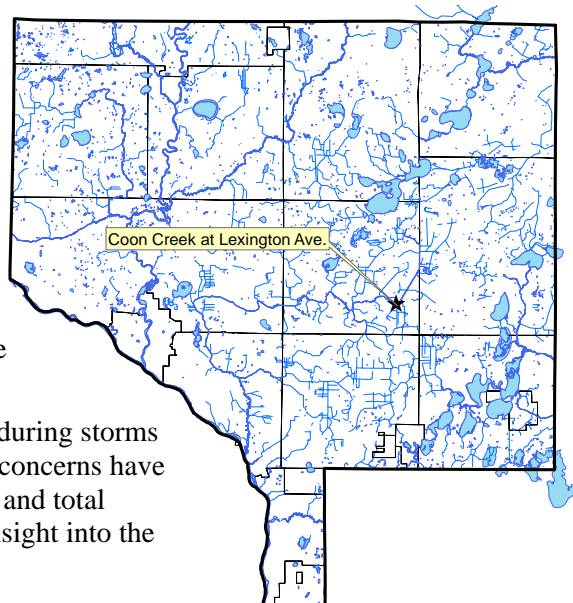 Coon Creek at Lexington Ave.
e
during storms
concerns have
and total
sight into the